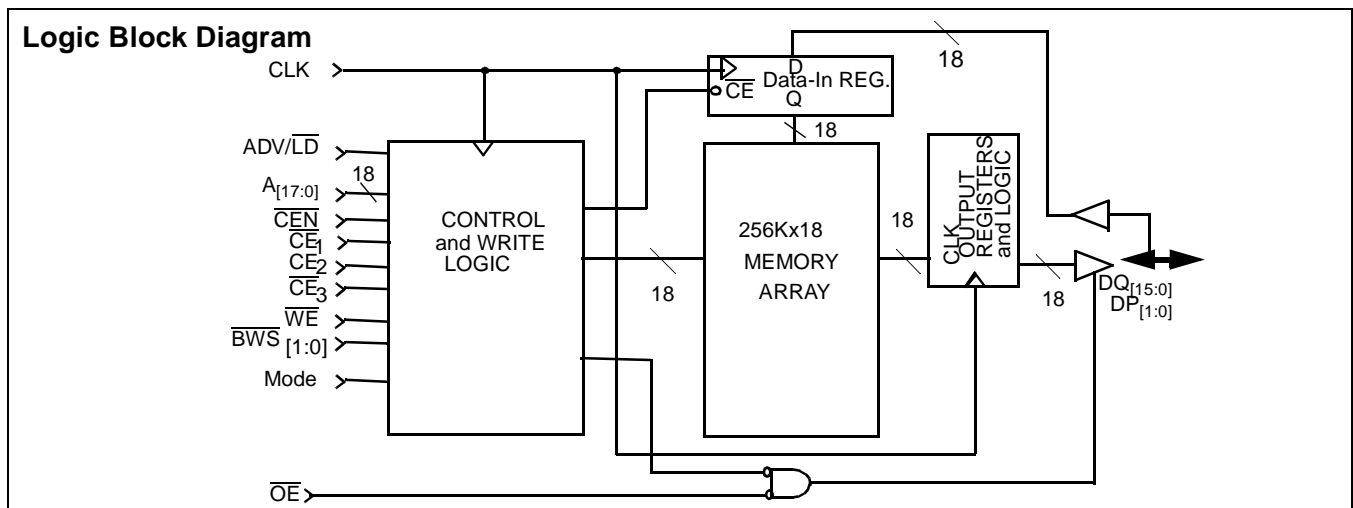 Logic Block Diagram
CLK
18
D
CE Data-In REG.
Q
18
ADV/LD
18
A[17:0]
CEN
CE1
CE2
CE3
WE
BWS [1:0]
Mode
OE
CONTROL
and WRITE
LOGIC
18
256Kx18
MEMORY
ARRAY
18
CLK
OUTPUT
REGISTERS
and LOGIC
18
DQ[15:0]
DP[1:0]